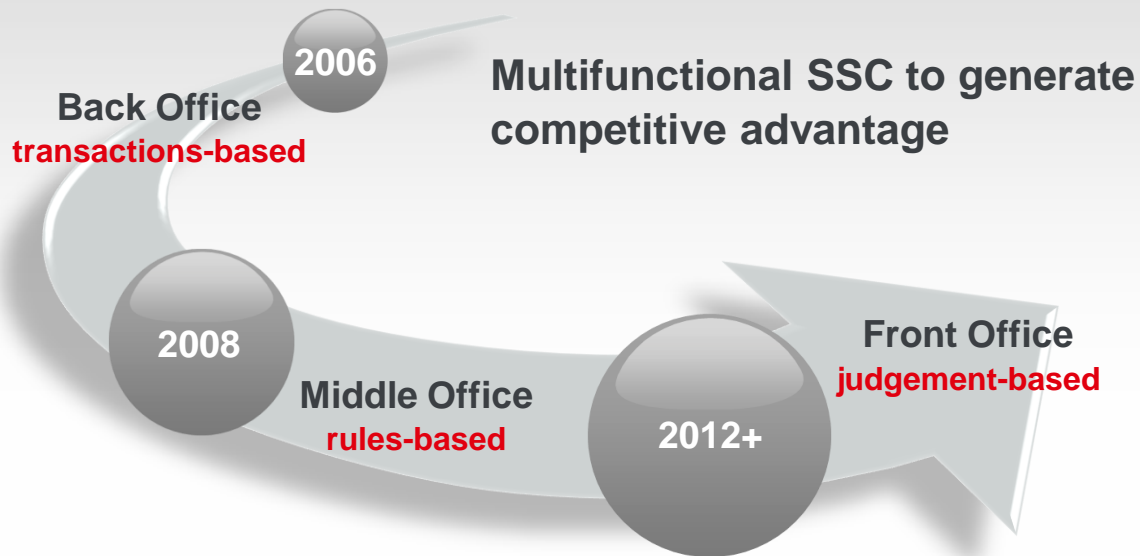 2006
Multifunctional SSC to generate
competitive advantage
Back Office
transactions-based
2008
Middle Office
rules-based
2012+
Front Office
judgement-based